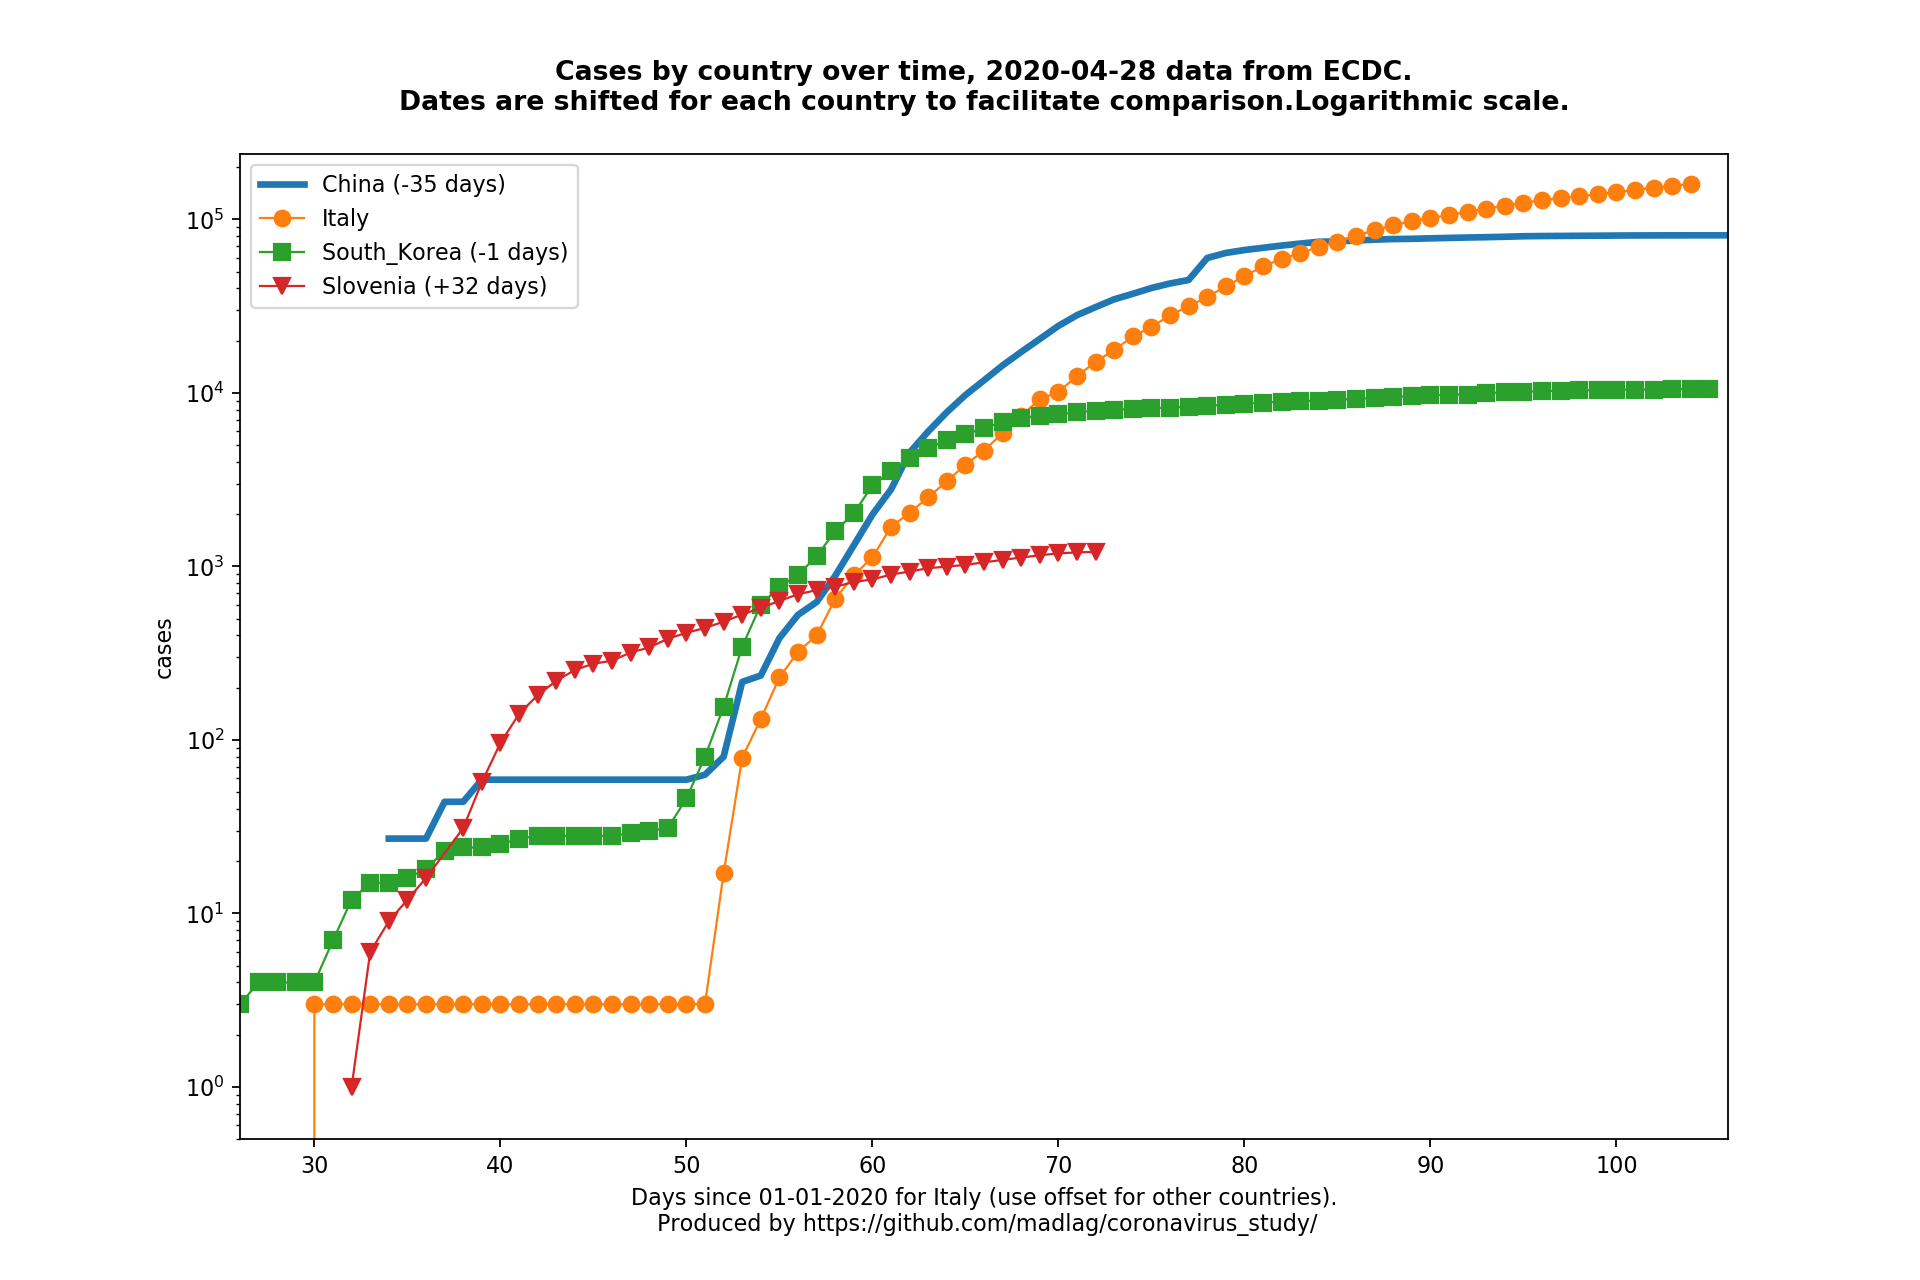 Cases by country over time, 2020-04-28 data from ECDC.
Dates are shifted for each country to facilitate comparison.Logarithmic scale.
China (-35 days)
Italy
South_Korea (-1 days)
Slovenia (+32 days)
10^5
10^4
10^3
10^2
10^1
10^0
cases
30 40 50 60 70 80 90 100
Days since 01-01-2020 for Italy (use offset for other countries).
Produced by https://github.com/madlag/coronavirus_study/